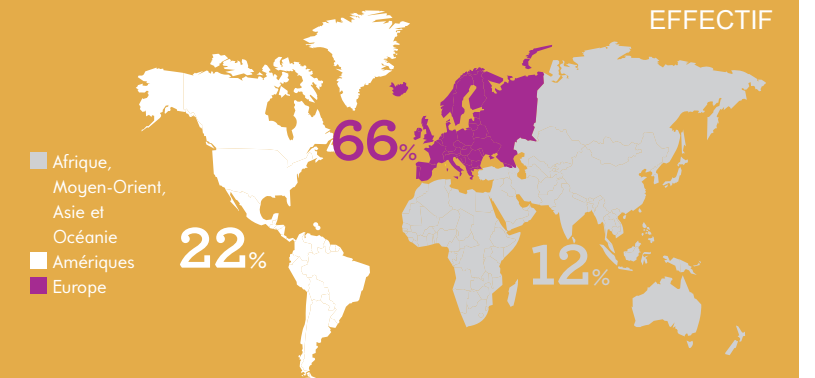 EFFECTIF
66%
Afrique,
Moyen-Orient,
Asie et
Océanie
Amériques
Europe
22%
12%